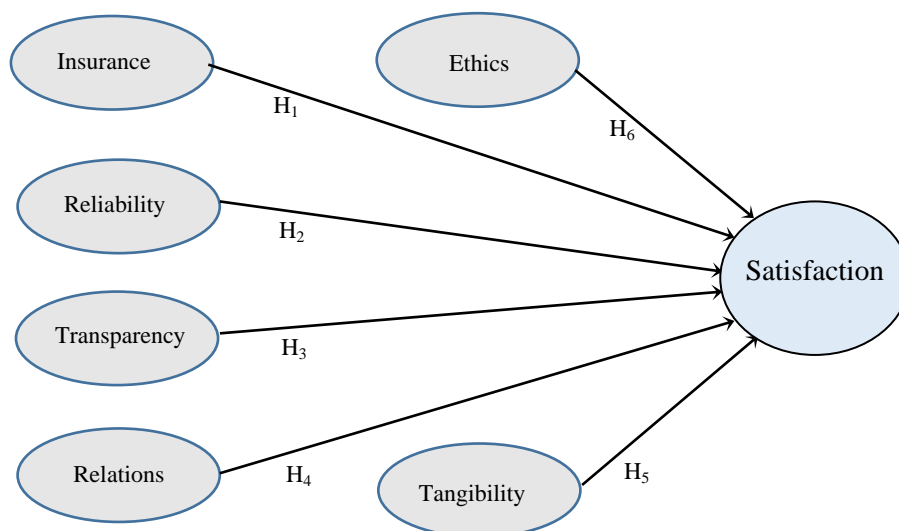 Insurance
Ethics
H₁
H₆
Reliability
H₂
Satisfaction
Transparency
H₃
Relations
H₄
Tangibility
H₅